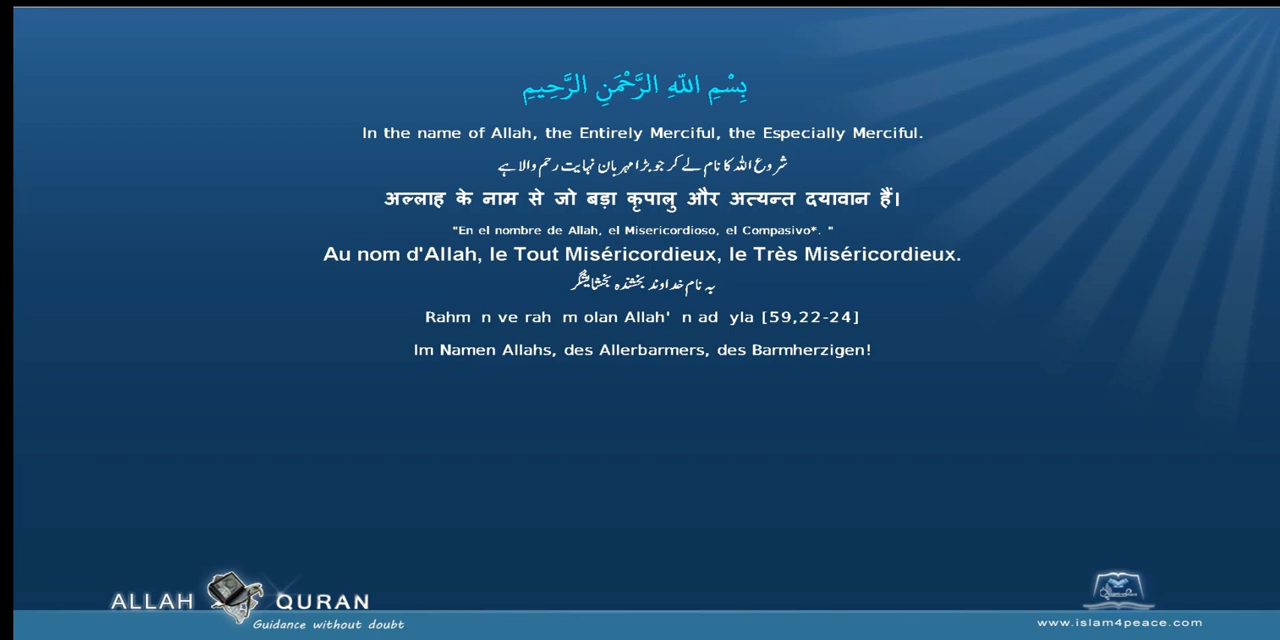 بِسْمِ اللّهِ الرَّحْمَنِ الرَّحِيمِ
In the name of Allah, the Entirely Merciful, the Especially Merciful.
شروع اللہ کا نام لے کر جو بڑا مہربان نہایت رحم والا ہے
अल्लाह के नाम से जो बड़ा कृपालु और अत्यन्त दयावान हैं।
"En el nombre de Allah, el Misericordioso, el Compasivo*. "
Au nom d'Allah, le Tout Miséricordieux, le Très Miséricordieux.
به نام خداوند بخشنده بخشایشگر
Rahm n ve rah m olan Allah' n ad yla [59,22-24]
Im Namen Allahs, des Allerbarmers, des Barmherzigen!
ALLAH QURAN
Guidance without doubt
www.islam4peace.com